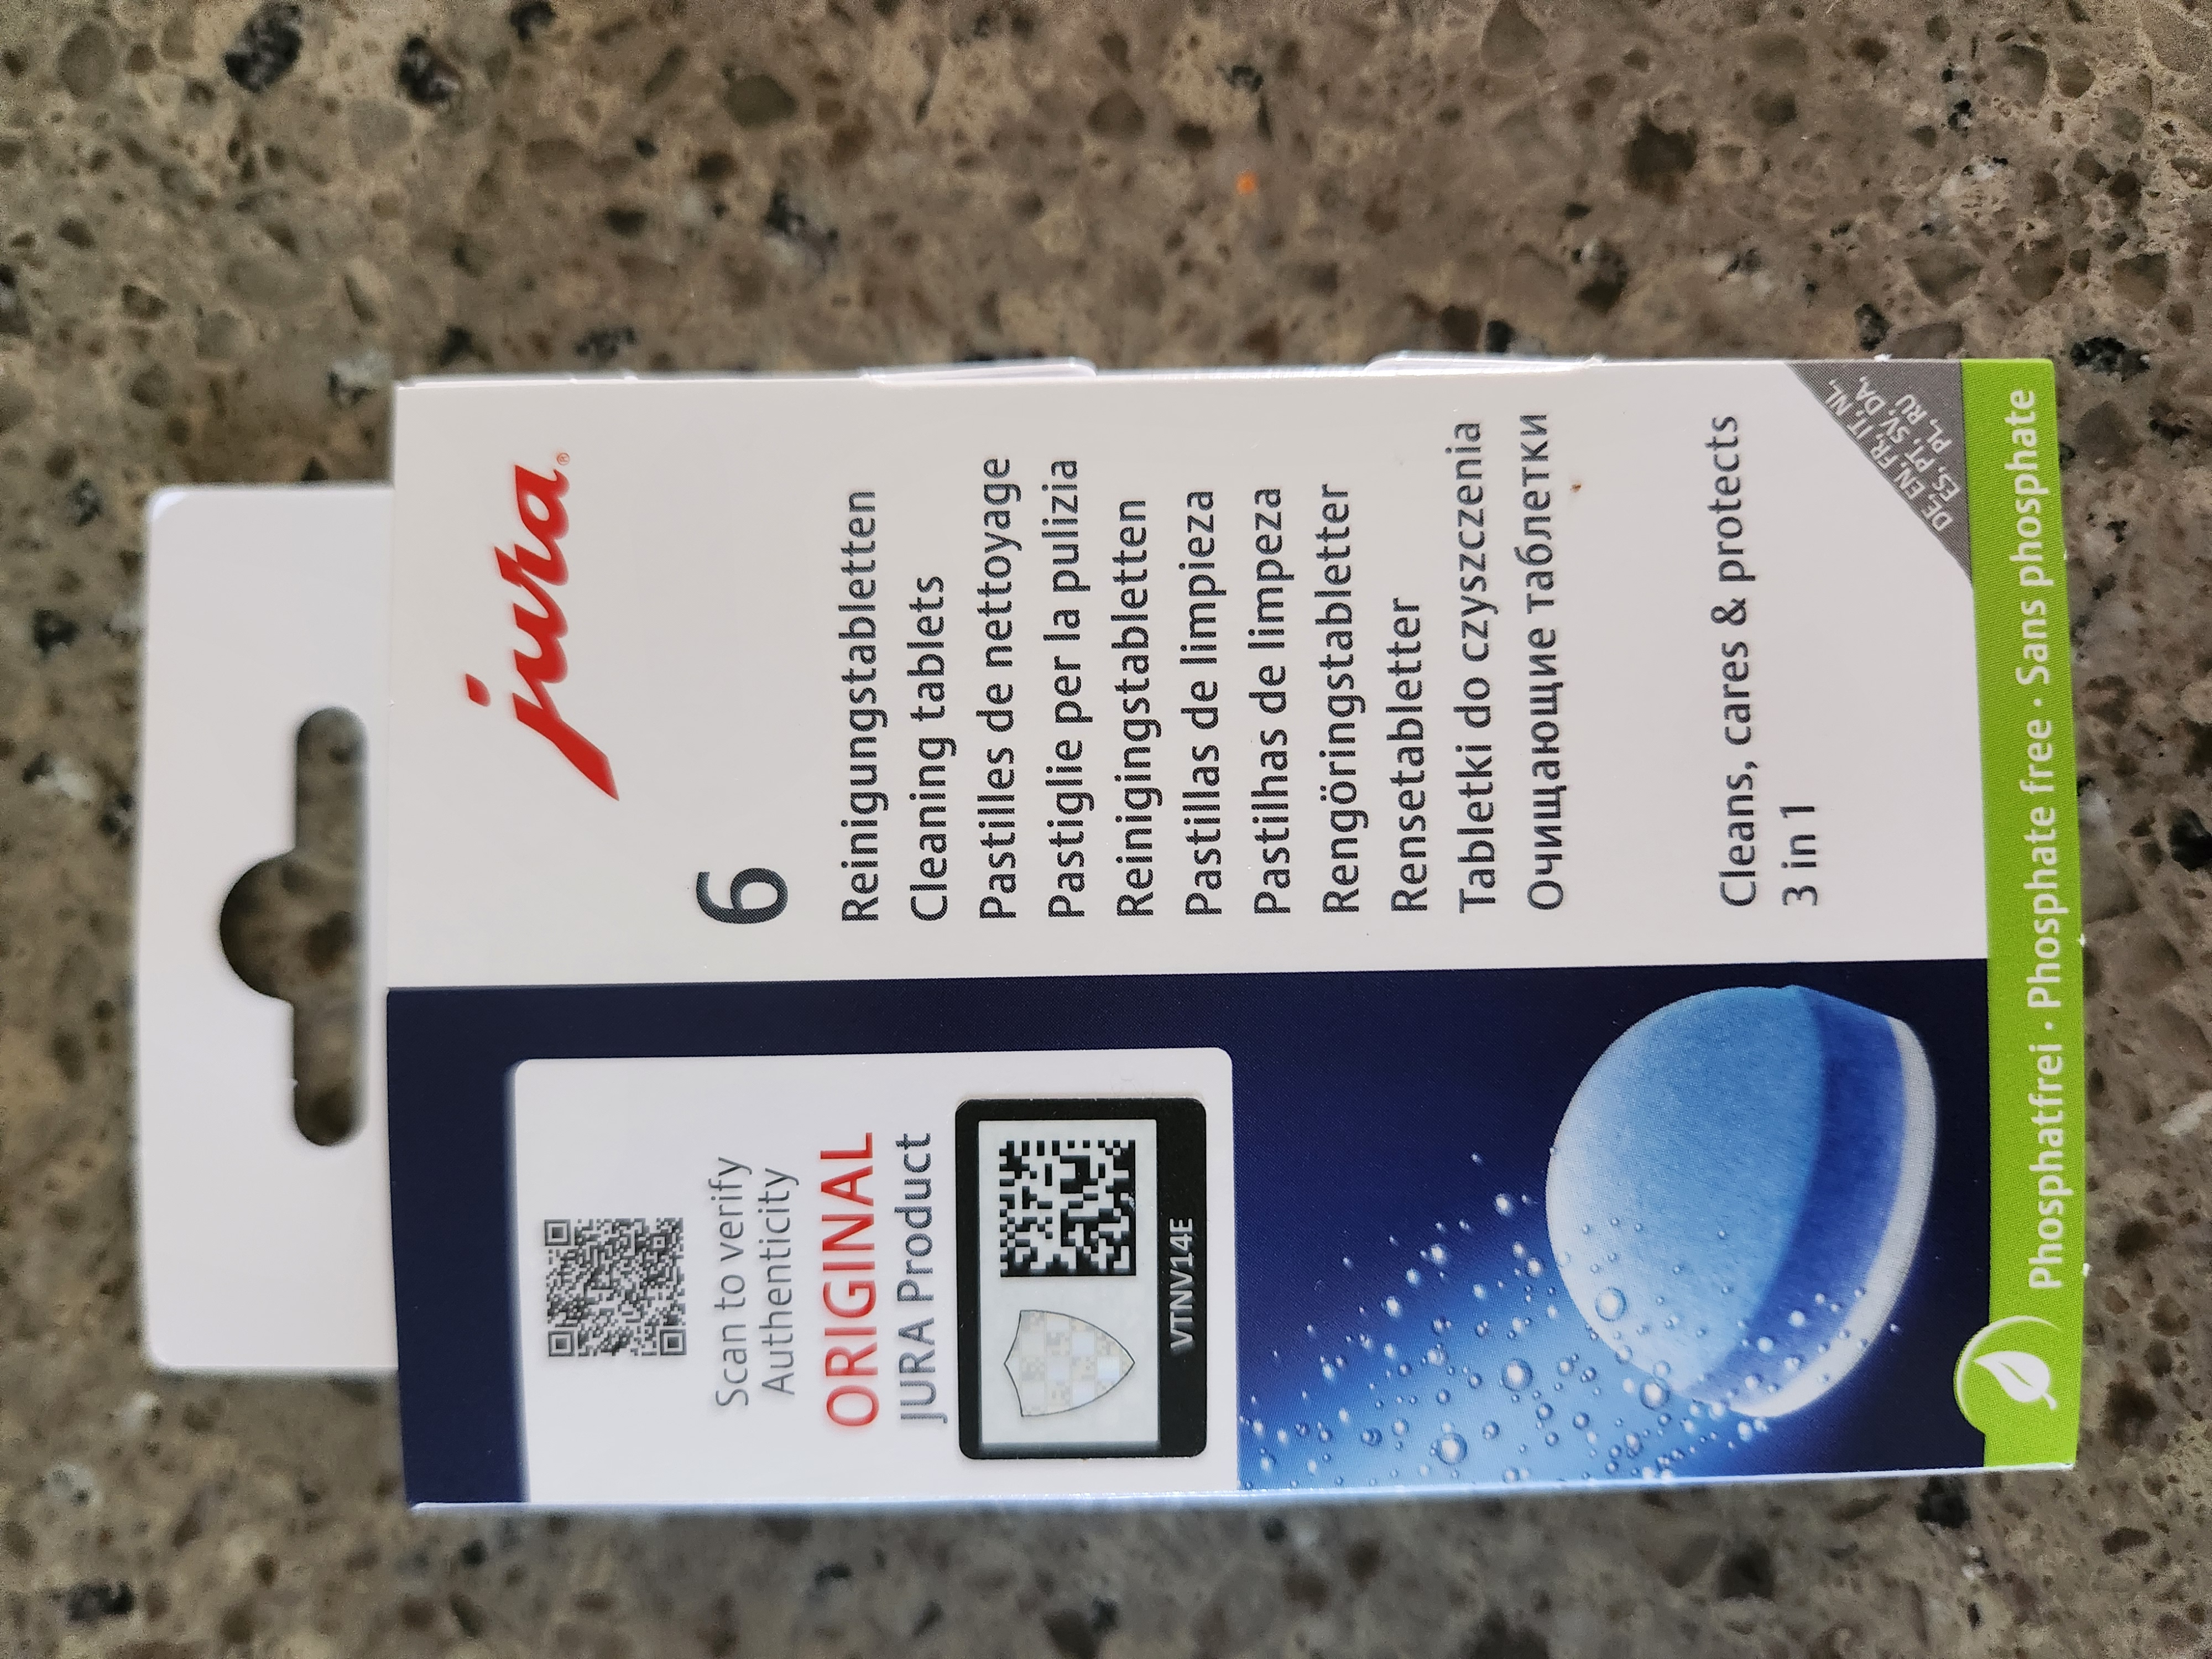 jura®
6
Reinigungstabletten
Cleaning tablets
Pastilles de nettoyage
Pastiglie per la pulizia
Reinigingstabletten
Pastillas de limpieza
Pastilhas de limpeza
Rengöringstabletter
Rensetabletter
Tabletki do czyszczenia
Очищающие таблетки
Cleans, cares & protects
3 in 1
DE, EN, FR, IT, NL,
ES, PT, SV, DA,
PL, RU
Scan to verify
Authenticity
ORIGINAL
JURA Product
VTNV14E
Phosphatfrei · Phosphate free · Sans phosphate